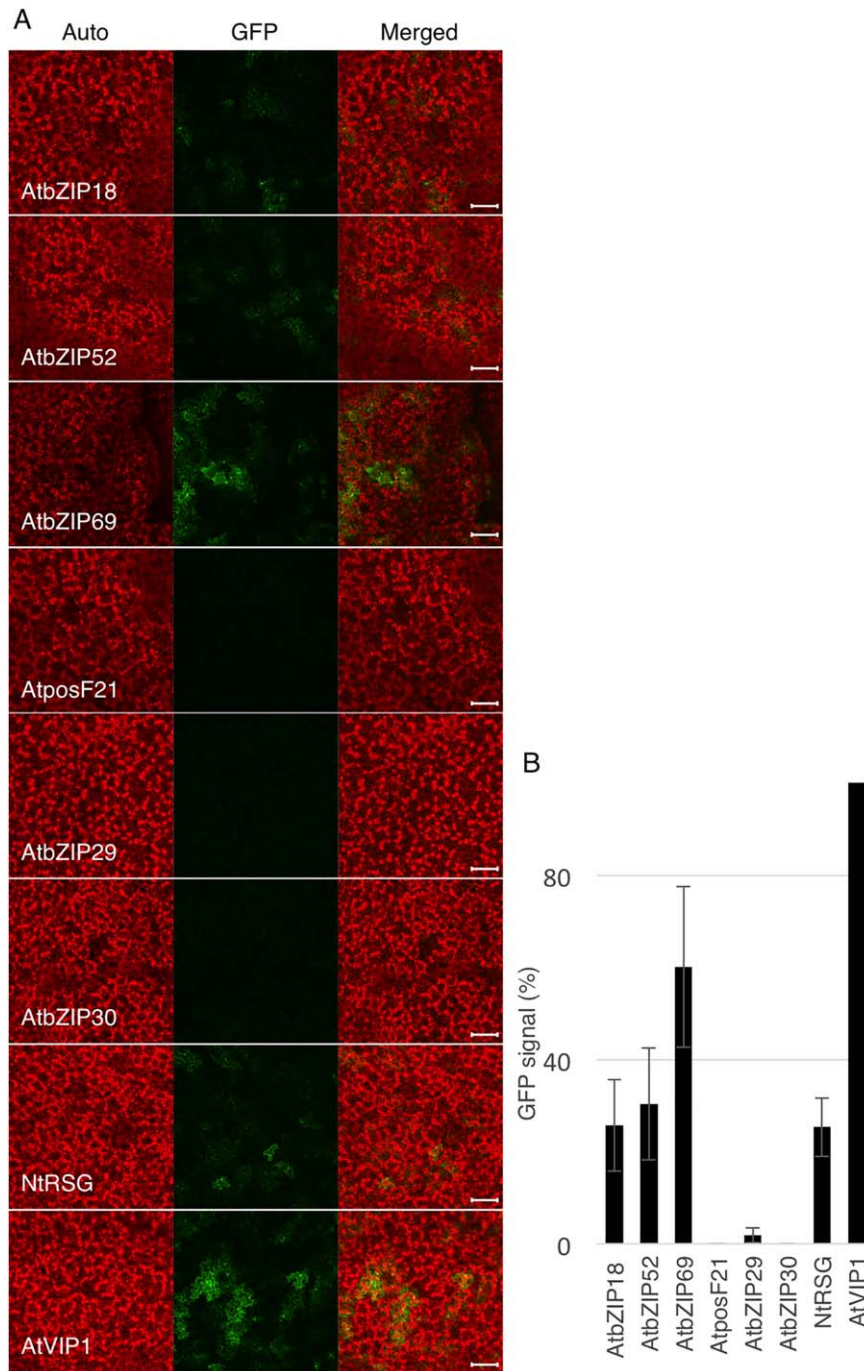 A
Auto GFP Merged
AtbZIP18
AtbZIP52
AtbZIP69
AtposF21
AtbZIP29
AtbZIP30
NtRSG
AtVIP1
B
GFP signal (%)
80
40
0
AtbZIP18
AtbZIP52
AtbZIP69
AtposF21
AtbZIP29
AtbZIP30
NtRSG
AtVIP1